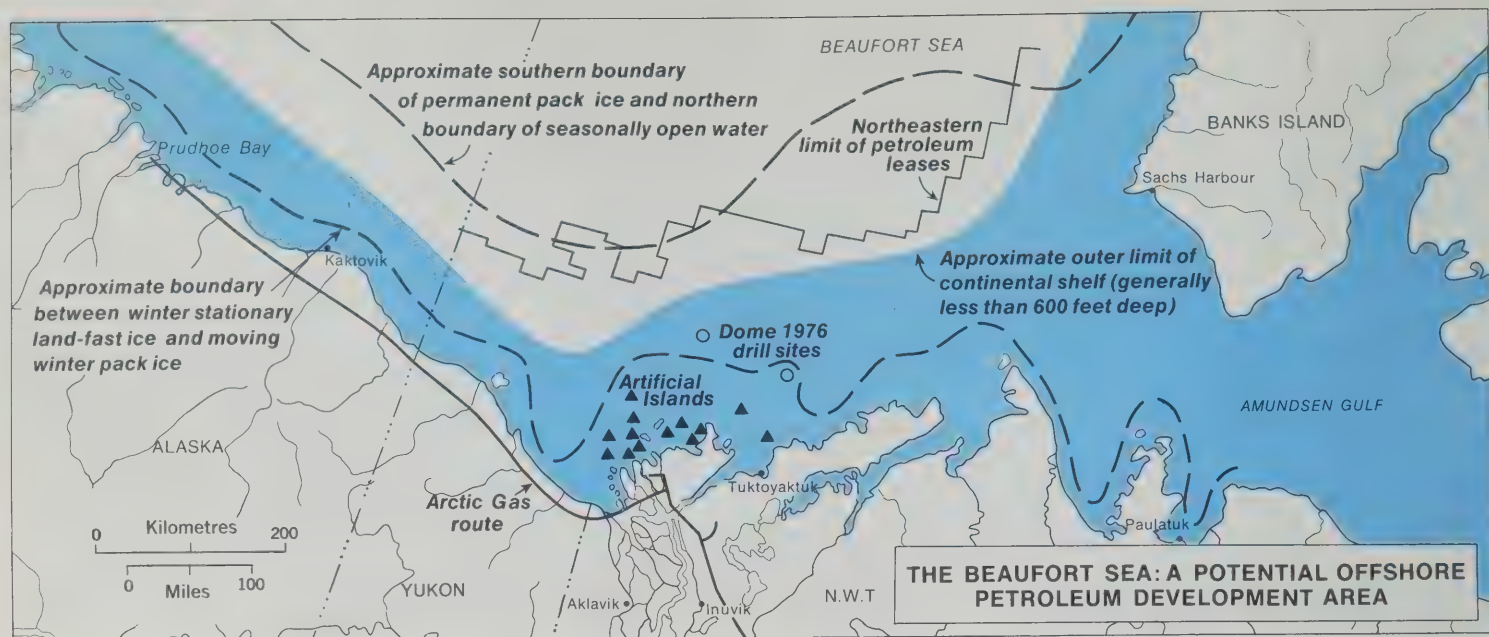 BEAUFORT SEA
Approximate southern boundary
of permanent pack ice and northern
boundary of seasonally open water
Northeastern
limit of petroleum
leases
BANKS ISLAND
Sachs Harbour
Prudhoe Bay
Kaktovik
Approximate boundary
between winter stationary
land-fast ice and moving
winter pack ice
Approximate outer limit of
continental shelf (generally
less than 600 feet deep)
Dome 1976
drill sites
Artificial
Islands
AMUNDSEN GULF
ALASKA
Arctic Gas
route
Tuktoyaktuk
Paulatuk
0 Kilometres 200
0 Miles 100
YUKON
Aklavik
Inuvik
N.W.T
THE BEAUFORT SEA: A POTENTIAL OFFSHORE
PETROLEUM DEVELOPMENT AREA